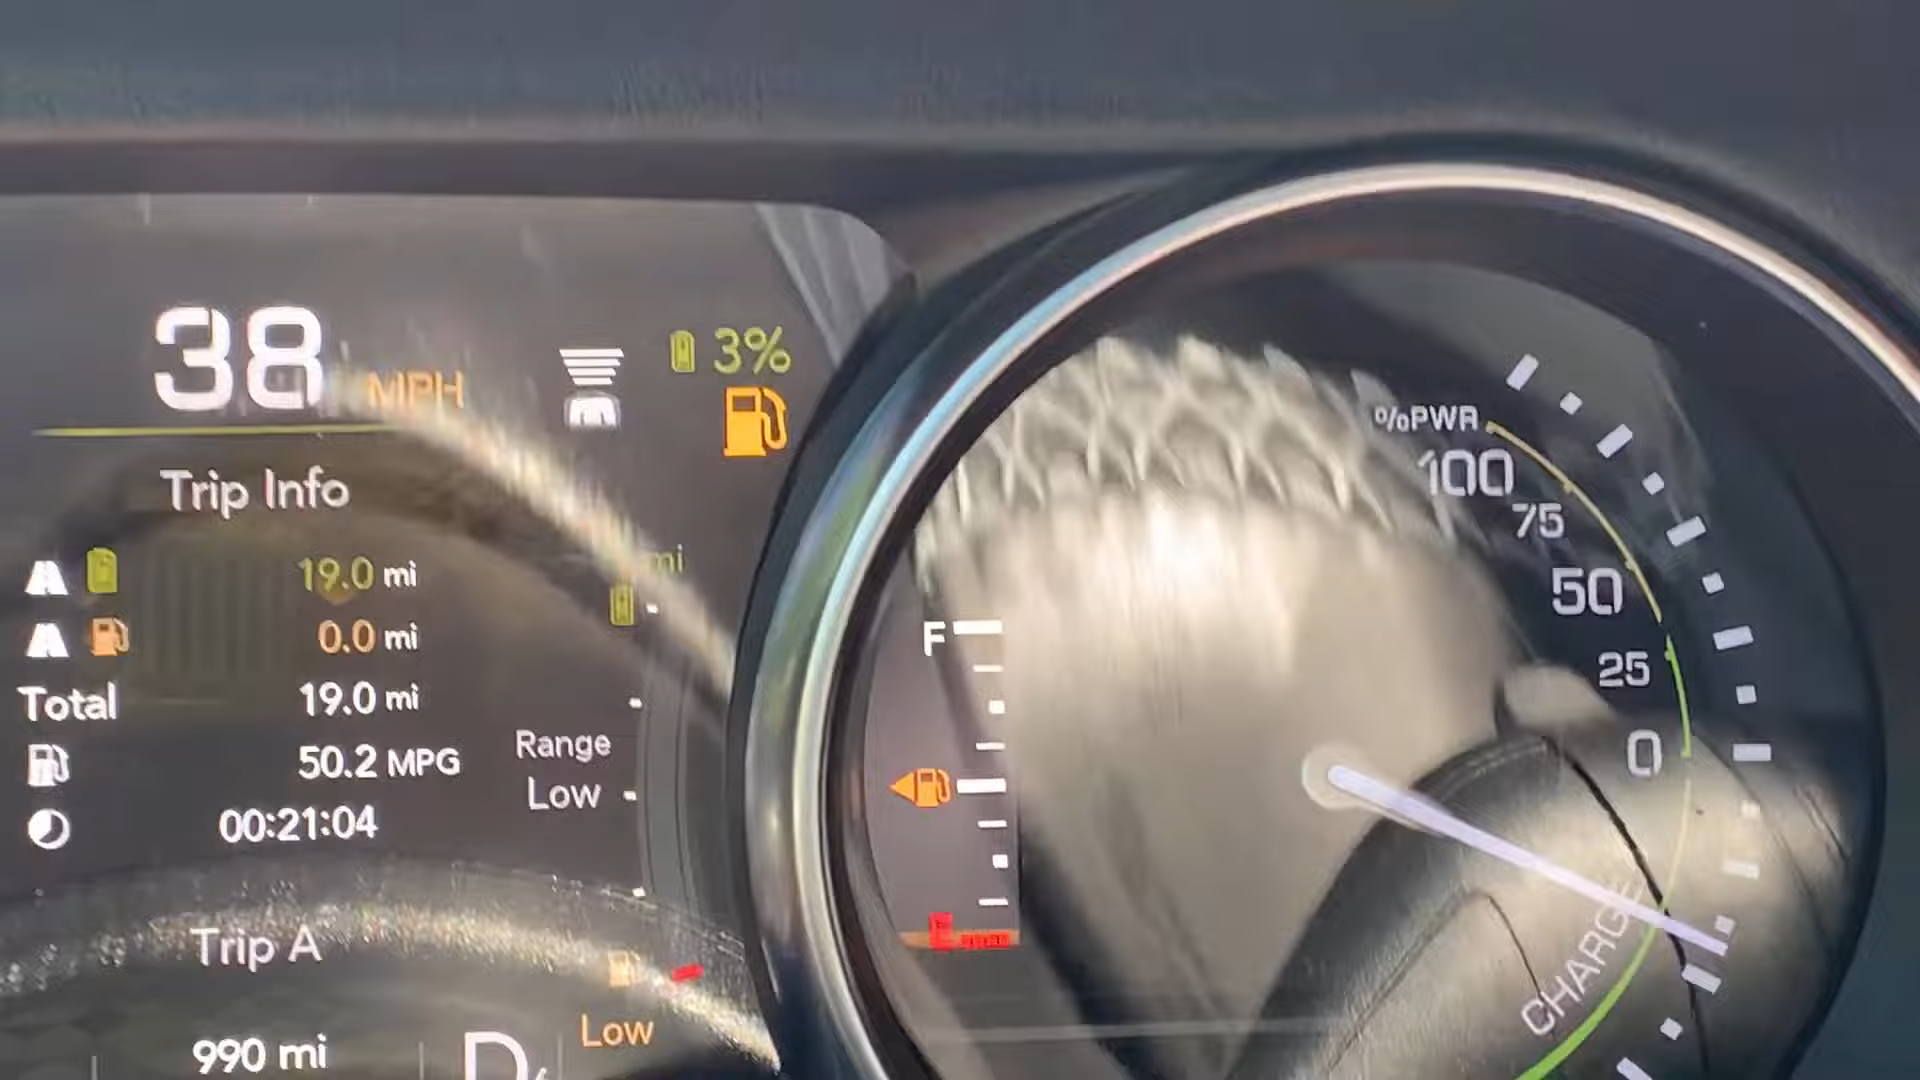 38 MPH
3%
Trip Info
19.0 mi
0.0 mi
Total 19.0 mi
50.2 MPG
00:21:04
mi
Range
Low
Trip A
990 mi
D
Low
F
E
%PWR
100
75
50
25
0
CHARGE